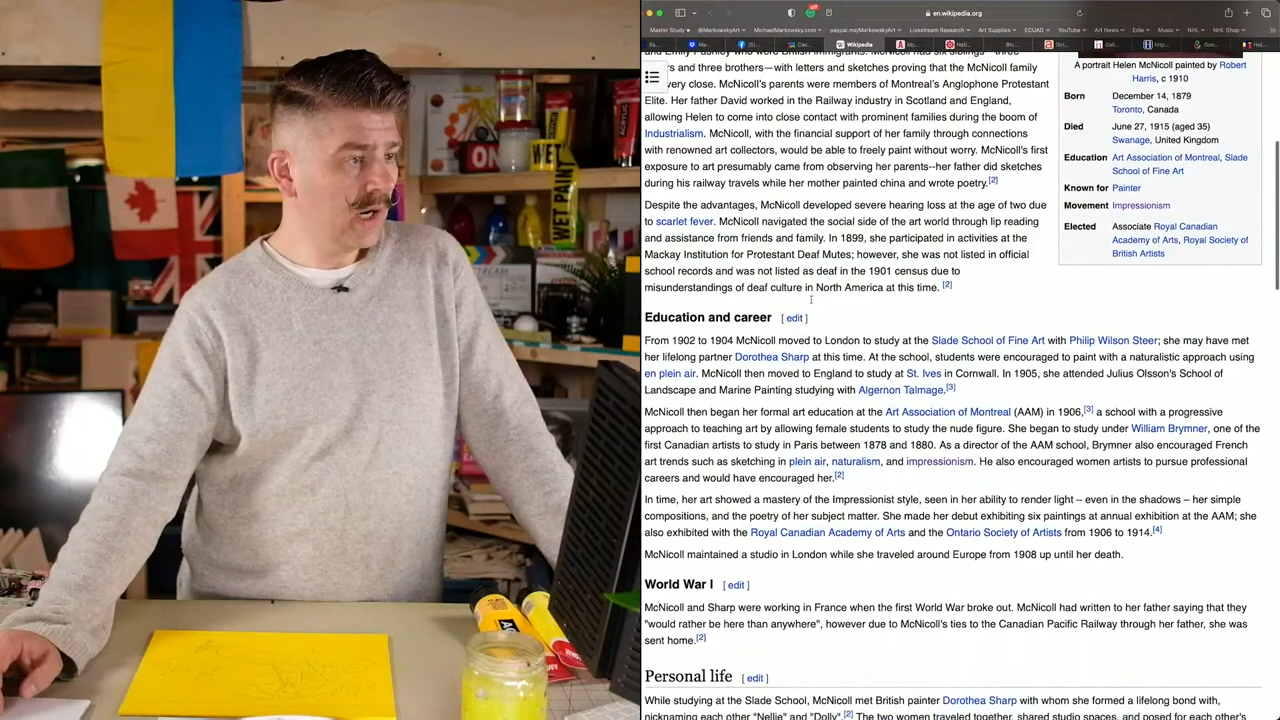 en.wikipedia.org
Master Study
@MarkowskyArt
MichaelMarkowsky.com
paypal.me/MarkowskyArt
Livestream Research
Art Supplies
ECUAD
YouTube
Art News
Edie
Music
NHL
NHL Shop
Wikipedia
ers and three brothers—with letters and sketches proving that the McNicoll family
very close. McNicoll's parents were members of Montreal's Anglophone Protestant
Elite. Her father David worked in the Railway industry in Scotland and England,
allowing Helen to come into close contact with prominent families during the boom of
Industrialism. McNicoll, with the financial support of her family through connections
with renowned art collectors, would be able to freely paint without worry. McNicoll's first
exposure to art presumably came from observing her parents--her father did sketches
during his railway travels while her mother painted china and wrote poetry.[2]
Despite the advantages, McNicoll developed severe hearing loss at the age of two due
to scarlet fever. McNicoll navigated the social side of the art world through lip reading
and assistance from friends and family. In 1899, she participated in activities at the
Mackay Institution for Protestant Deaf Mutes; however, she was not listed in official
school records and was not listed as deaf in the 1901 census due to
misunderstandings of deaf culture in North America at this time. [2]
A portrait Helen McNicoll painted by Robert
Harris, c 1910
Born December 14, 1879
Toronto, Canada
Died June 27, 1915 (aged 35)
Swanage, United Kingdom
Education Art Association of Montreal, Slade
School of Fine Art
Known for Painter
Movement Impressionism
Elected Associate Royal Canadian
Academy of Arts, Royal Society of
British Artists
Education and career [ edit ]
From 1902 to 1904 McNicoll moved to London to study at the Slade School of Fine Art with Philip Wilson Steer; she may have met
her lifelong partner Dorothea Sharp at this time. At the school, students were encouraged to paint with a naturalistic approach using
en plein air. McNicoll then moved to England to study at St. Ives in Cornwall. In 1905, she attended Julius Olsson's School of
Landscape and Marine Painting studying with Algernon Talmage.[3]
McNicoll then began her formal art education at the Art Association of Montreal (AAM) in 1906,[3] a school with a progressive
approach to teaching art by allowing female students to study the nude figure. She began to study under William Brymner, one of the
first Canadian artists to study in Paris between 1878 and 1880. As a director of the AAM school, Brymner also encouraged French
art trends such as sketching in plein air, naturalism, and impressionism. He also encouraged women artists to pursue professional
careers and would have encouraged her.[2]
In time, her art showed a mastery of the Impressionist style, seen in her ability to render light – even in the shadows – her simple
compositions, and the poetry of her subject matter. She made her debut exhibiting six paintings at annual exhibition at the AAM; she
also exhibited with the Royal Canadian Academy of Arts and the Ontario Society of Artists from 1906 to 1914.[4]
McNicoll maintained a studio in London while she traveled around Europe from 1908 up until her death.
World War I [ edit ]
McNicoll and Sharp were working in France when the first World War broke out. McNicoll had written to her father saying that they
"would rather be here than anywhere", however due to McNicoll's ties to the Canadian Pacific Railway through her father, she was
sent home.[2]
Personal life [ edit ]
While studying at the Slade School, McNicoll met British painter Dorothea Sharp with whom she formed a lifelong bond with,
nicknaming each other "Nellie" and "Dolly".[2] The two women traveled together, shared studio spaces, and posed for each other's
ON
WET
WET PAINT
ACRYLIC